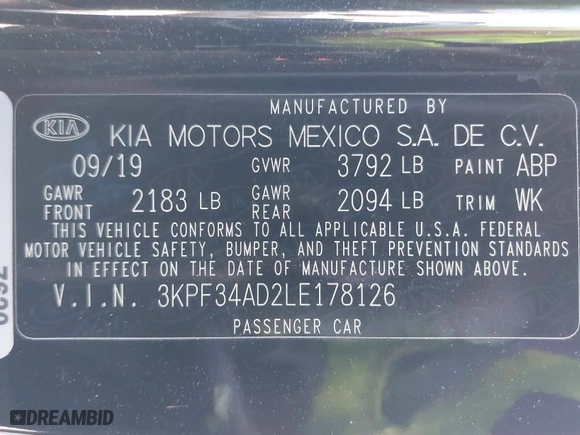 MANUFACTURED BY
KIA KIA MOTORS MEXICO S.A. DE C.V.
09/19 GVWR 3792 LB PAINT ABP
GAWR FRONT 2183 LB GAWR REAR 2094 LB TRIM WK
THIS VEHICLE CONFORMS TO ALL APPLICABLE U.S.A. FEDERAL
MOTOR VEHICLE SAFETY, BUMPER, AND THEFT PREVENTION STANDARDS
IN EFFECT ON THE DATE OF MANUFACTURE SHOWN ABOVE.
V.I.N. 3KPF34AD2LE178126
PASSENGER CAR
DREAMBID